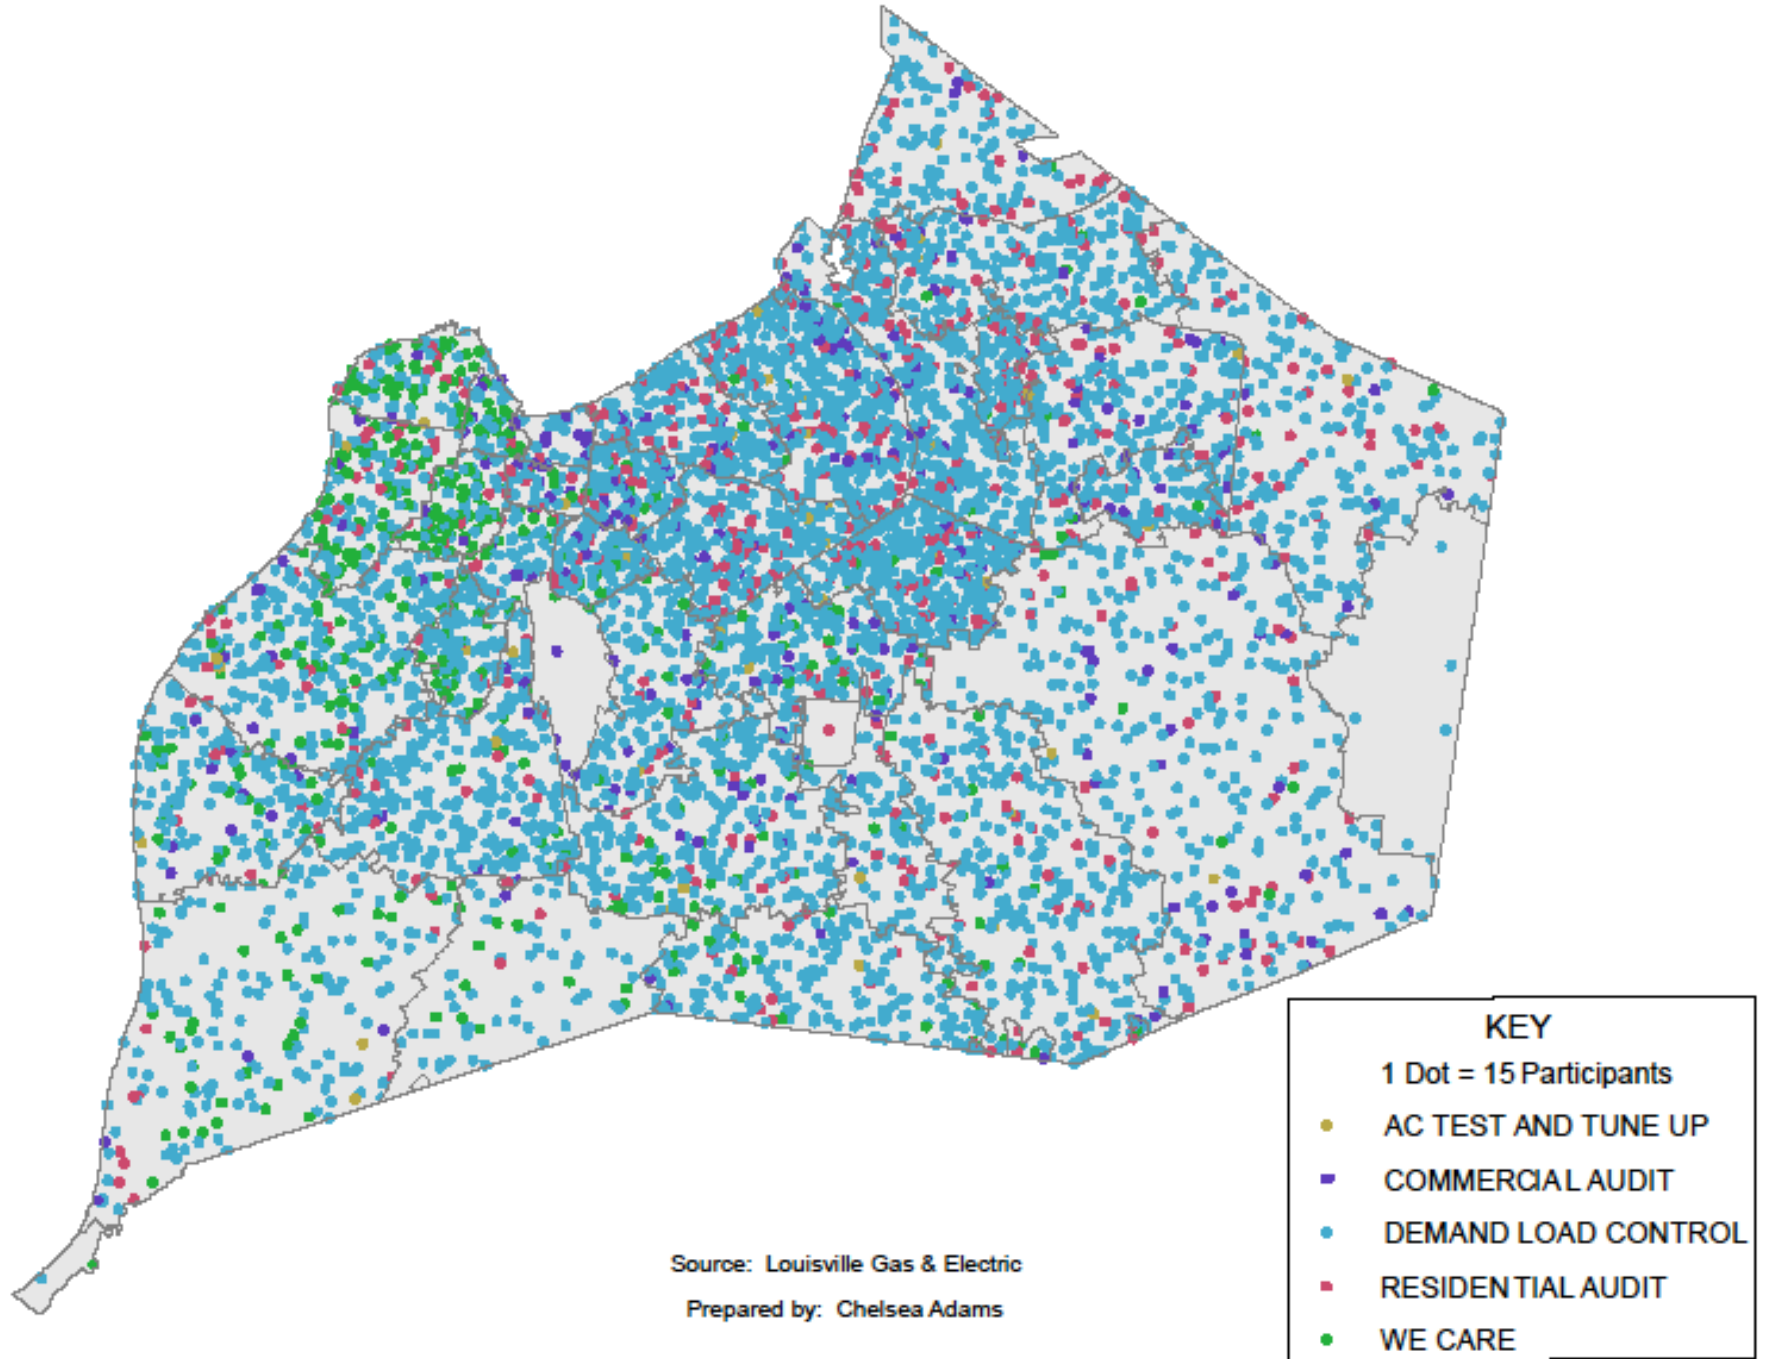 KEY
1 Dot = 15 Participants
AC TEST AND TUNE UP
COMMERCIAL AUDIT
DEMAND LOAD CONTROL
RESIDENTIAL AUDIT
WE CARE
Source: Louisville Gas & Electric
Prepared by: Chelsea Adams